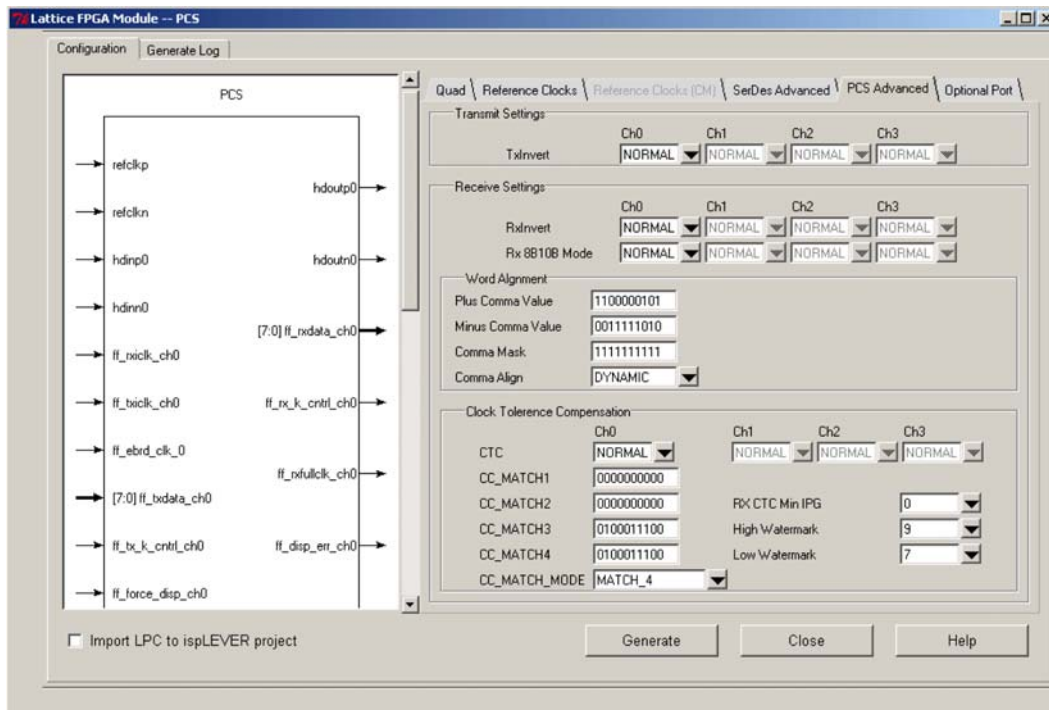 Lattice FPGA Module -- PCS
Configuration Generate Log
PCS
refclkp
hdoutp0
refclkn
hdinp0
hdoutn0
hdinn0
[7:0] ff_rxdata_ch0
ff_rxiclk_ch0
ff_txiclk_ch0 ff_rx_k_cntrl_ch0
ff_ebrd_clk_0
ff_rxfullclk_ch0
[7:0] ff_txdata_ch0
ff_tx_k_cntrl_ch0 ff_disp_err_ch0
ff_force_disp_ch0
Quad Reference Clocks Reference Clocks (CM) SerDes Advanced PCS Advanced Optional Port
Transmit Settings
Ch0 Ch1 Ch2 Ch3
TxInvert NORMAL NORMAL NORMAL NORMAL
Receive Settings
Ch0 Ch1 Ch2 Ch3
RxInvert NORMAL NORMAL NORMAL NORMAL
Rx 8B10B Mode NORMAL NORMAL NORMAL NORMAL
Word Alignment
Plus Comma Value 1100000101
Minus Comma Value 0011111010
Comma Mask 1111111111
Comma Align DYNAMIC
Clock Tolerence Compensation
Ch0 Ch1 Ch2 Ch3
CTC NORMAL NORMAL NORMAL NORMAL
CC_MATCH1 0000000000
CC_MATCH2 0000000000 RX CTC Min IPG 0
CC_MATCH3 0100011100 High Watermark 9
CC_MATCH4 0100011100 Low Watermark 7
CC_MATCH_MODE MATCH_4
Import LPC to ispLEVER project Generate Close Help